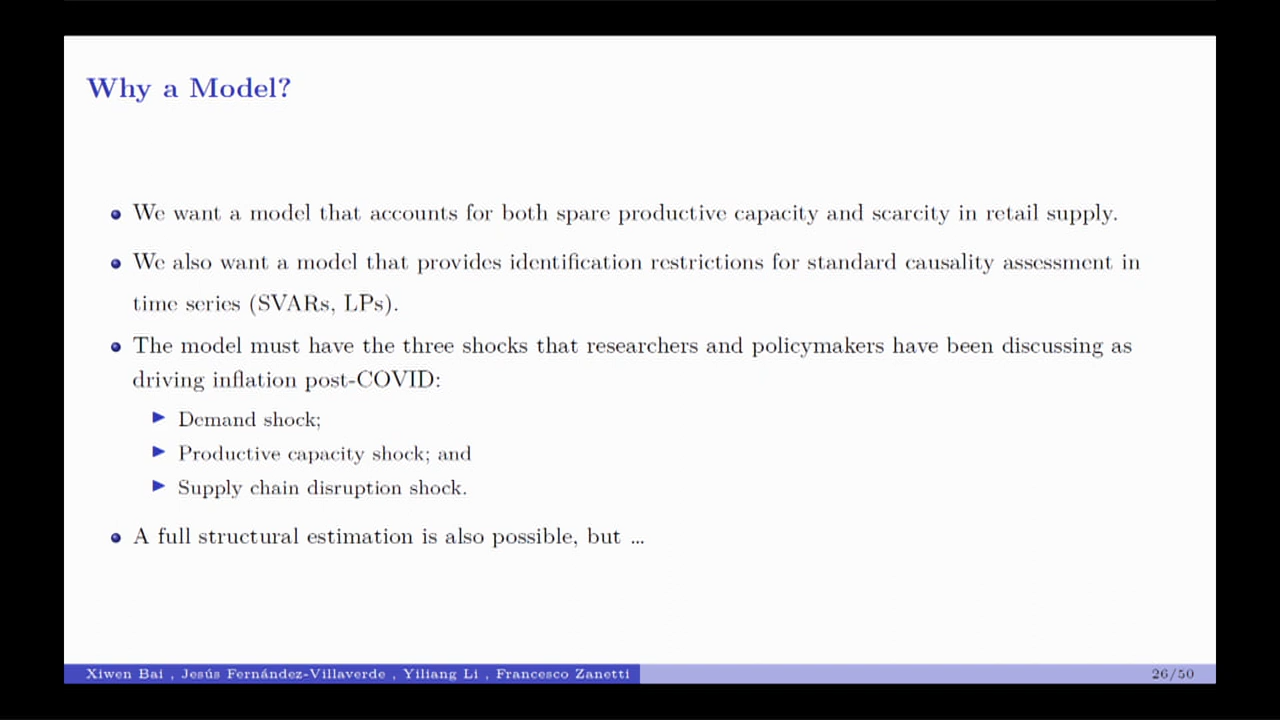 Why a Model?
We want a model that accounts for both spare productive capacity and scarcity in retail supply.
We also want a model that provides identification restrictions for standard causality assessment in
time series (SVARs, LPs).
The model must have the three shocks that researchers and policymakers have been discussing as
driving inflation post-COVID:
Demand shock;
Productive capacity shock; and
Supply chain disruption shock.
A full structural estimation is also possible, but ...
Xiwen Bai , Jesús Fernández-Villaverde , Yiliang Li , Francesco Zanetti
26/50